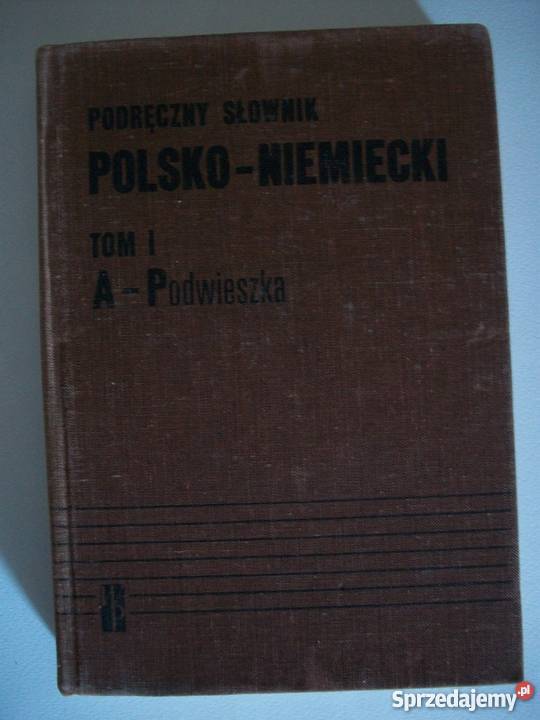 PODRĘCZNY SŁOWNIK
POLSKO-NIEMIECKI
TOM I
A-Podwieszka
Sprzedajemy.pl